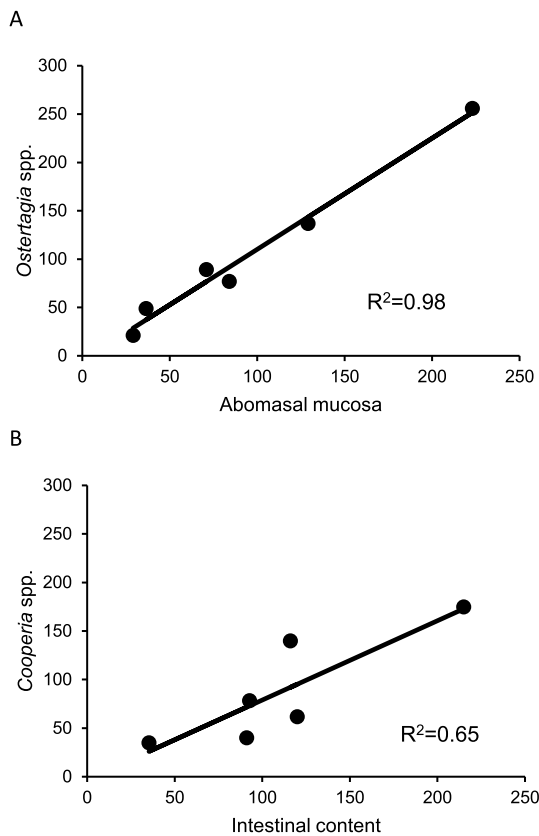 A
300
250
200
150
100
50
0
Ostertagia spp.
R²=0.98
0 50 100 150 200 250
Abomasal mucosa
B
300
250
200
150
100
50
0
Cooperia spp.
R²=0.65
0 50 100 150 200 250
Intestinal content